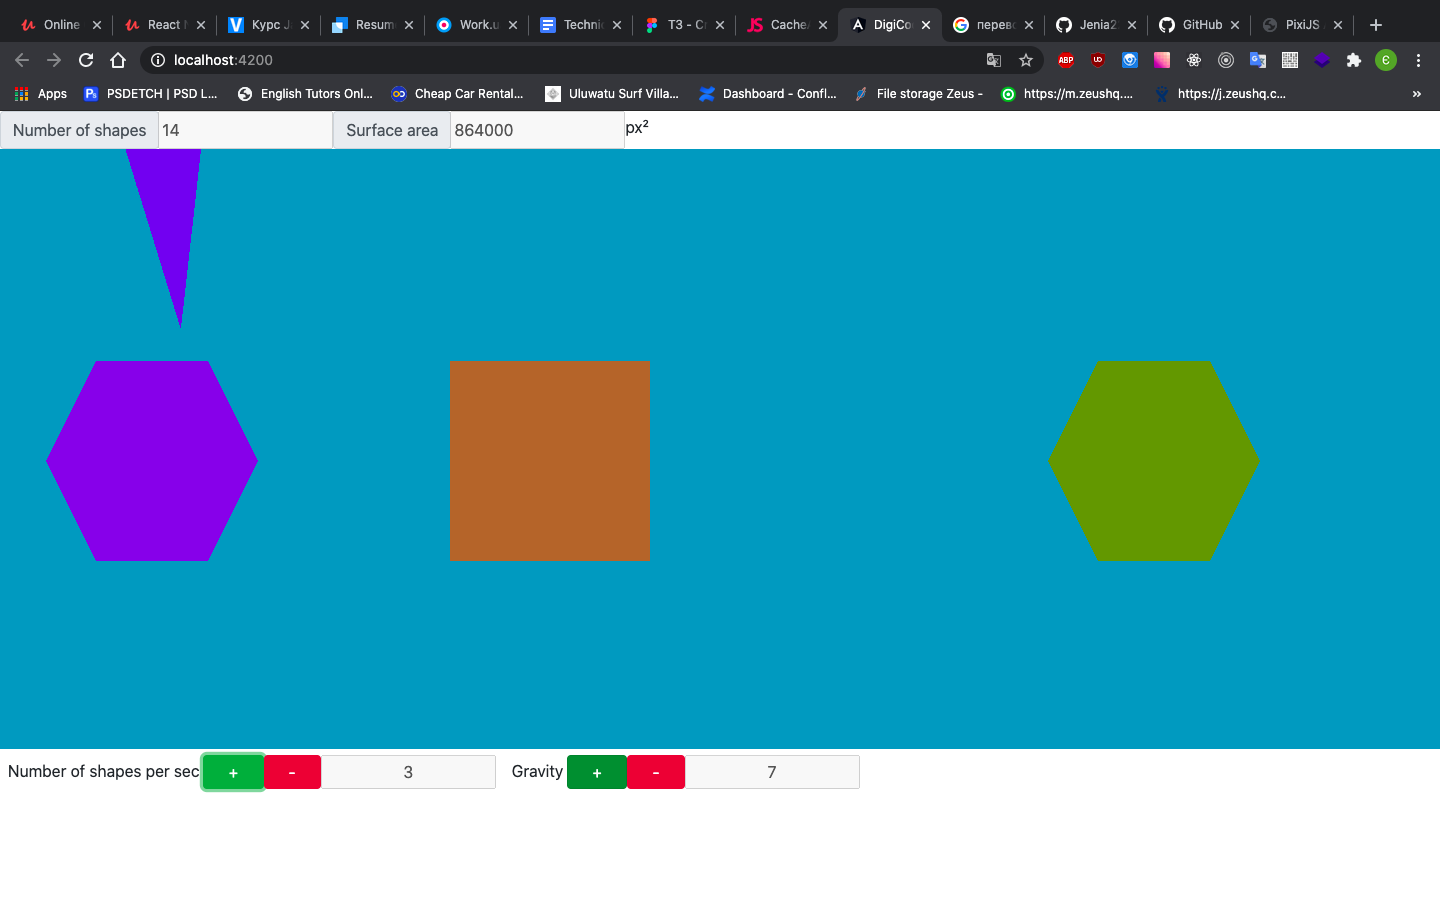 Online
React N
Курс J
Resum
Work.u
Techni
T3 - Cr
Cache
DigiCo
перев
Jenia2
GitHub
PixiJS
localhost:4200
Apps
PSDETCH | PSD L...
English Tutors Onl...
Cheap Car Rental...
Uluwatu Surf Villa...
Dashboard - Confl...
File storage Zeus -
https://m.zeushq....
https://j.zeushq.c...
»
Number of shapes 14 Surface area 864000 px²
Number of shapes per sec + - 3 Gravity + - 7